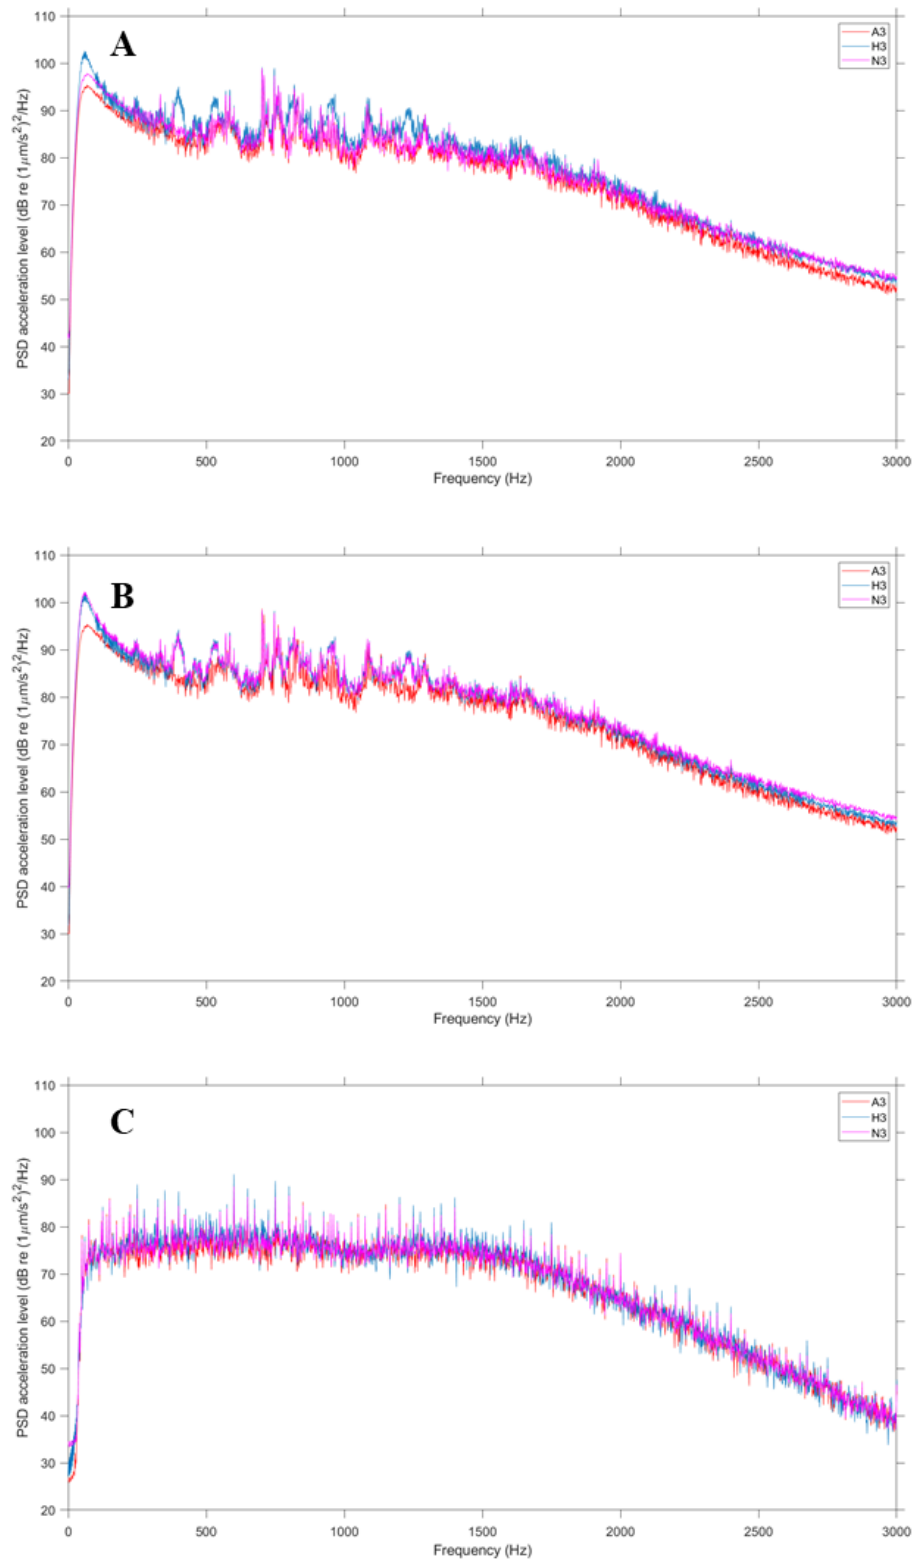 A
A3
H3
N3
PSD acceleration level (dB re (1μm/s²)²/Hz)
110
100
90
80
70
60
50
40
30
20
0 500 1000 1500 2000 2500 3000
Frequency (Hz)
B
A3
H3
N3
PSD acceleration level (dB re (1μm/s²)²/Hz)
110
100
90
80
70
60
50
40
30
20
0 500 1000 1500 2000 2500 3000
Frequency (Hz)
C
A3
H3
N3
PSD acceleration level (dB re (1μm/s²)²/Hz)
110
100
90
80
70
60
50
40
30
20
0 500 1000 1500 2000 2500 3000
Frequency (Hz)